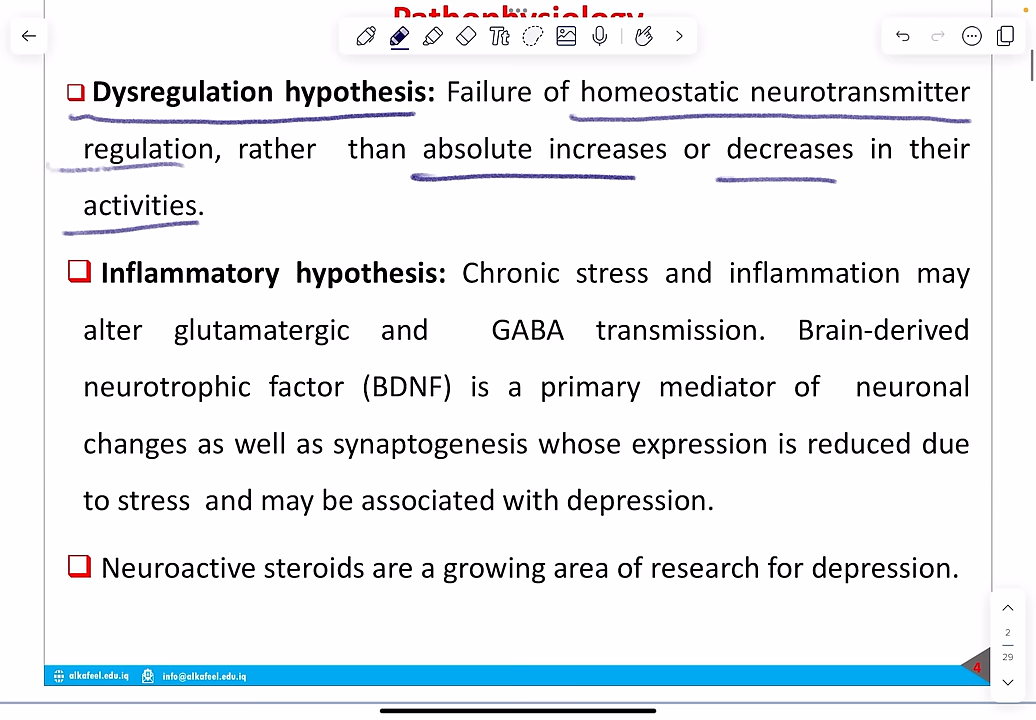 Pathophysiology
Tt
Dysregulation hypothesis: Failure of homeostatic neurotransmitter
regulation, rather than absolute increases or decreases in their
activities.
Inflammatory hypothesis: Chronic stress and inflammation may
alter glutamatergic and GABA transmission. Brain-derived
neurotrophic factor (BDNF) is a primary mediator of neuronal
changes as well as synaptogenesis whose expression is reduced due
to stress and may be associated with depression.
Neuroactive steroids are a growing area of research for depression.
2
29
4
alkafeel.edu.iq info@alkafeel.edu.iq